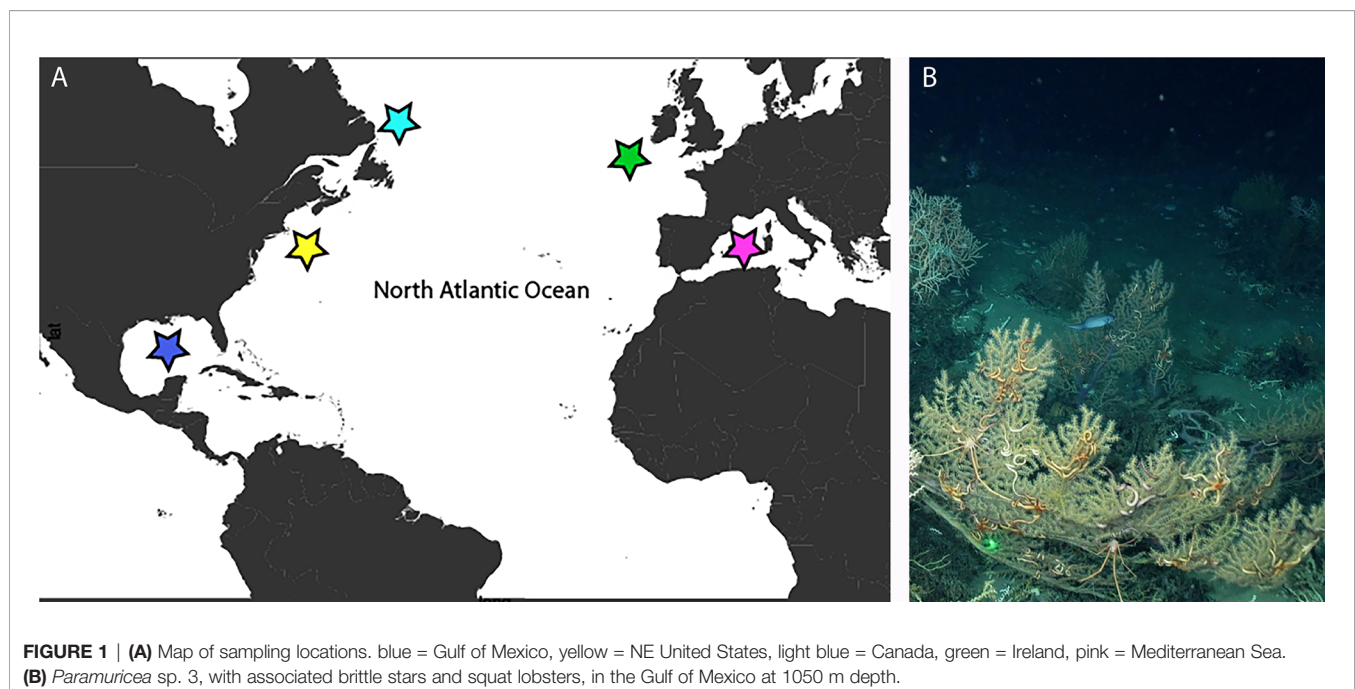 A
B
North Atlantic Ocean
lat
FIGURE 1 | (A) Map of sampling locations. blue = Gulf of Mexico, yellow = NE United States, light blue = Canada, green = Ireland, pink = Mediterranean Sea.
(B) Paramuricea sp. 3, with associated brittle stars and squat lobsters, in the Gulf of Mexico at 1050 m depth.